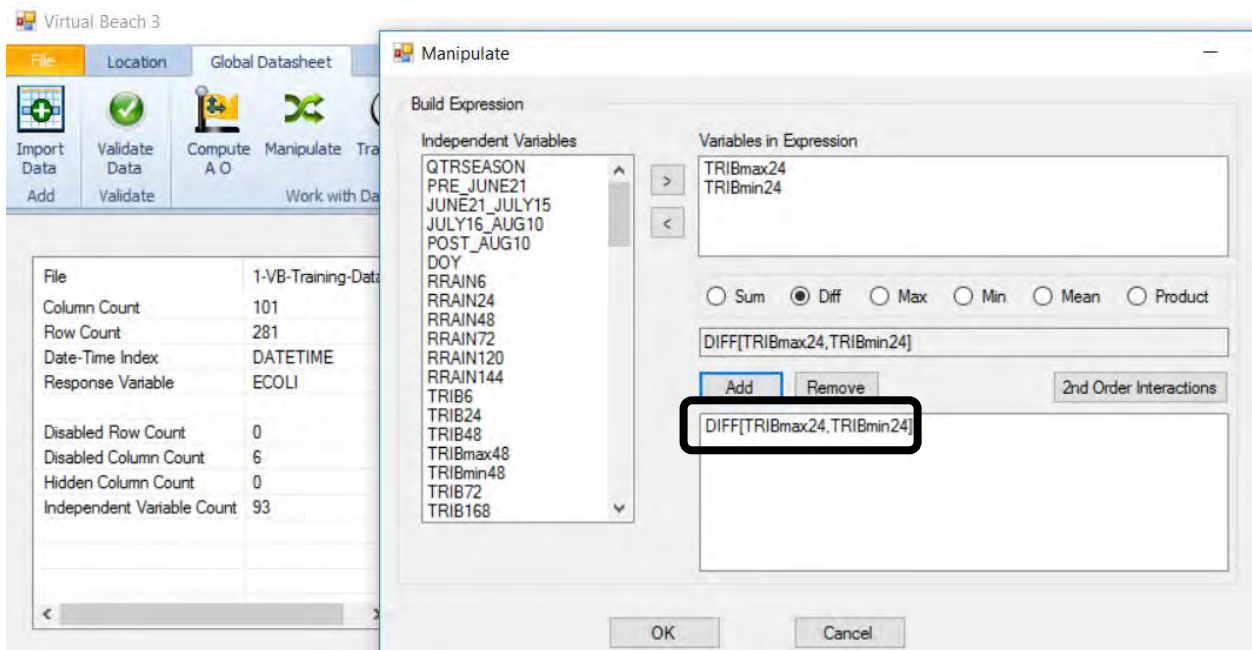 Virtual Beach 3
File
Location
Global Datasheet
Import
Data
Validate
Data
Compute
A O
Manipulate
Add
Validate
Work with Da
File 1-VB-Training-Data
Column Count 101
Row Count 281
Date-Time Index DATETIME
Response Variable ECOLI
Disabled Row Count 0
Disabled Column Count 6
Hidden Column Count 0
Independent Variable Count 93
Manipulate
Build Expression
Independent Variables
QTRSEASON
PRE_JUNE21
JUNE21_JULY15
JULY16_AUG10
POST_AUG10
DOY
RRAIN6
RRAIN24
RRAIN48
RRAIN72
RRAIN120
RRAIN144
TRIB6
TRIB24
TRIB48
TRIBmax48
TRIBmin48
TRIB72
TRIB168
>
<
Variables in Expression
TRIBmax24
TRIBmin24
Sum Diff Max Min Mean Product
DIFF[TRIBmax24,TRIBmin24]
Add Remove 2nd Order Interactions
DIFF[TRIBmax24,TRIBmin24]
OK Cancel